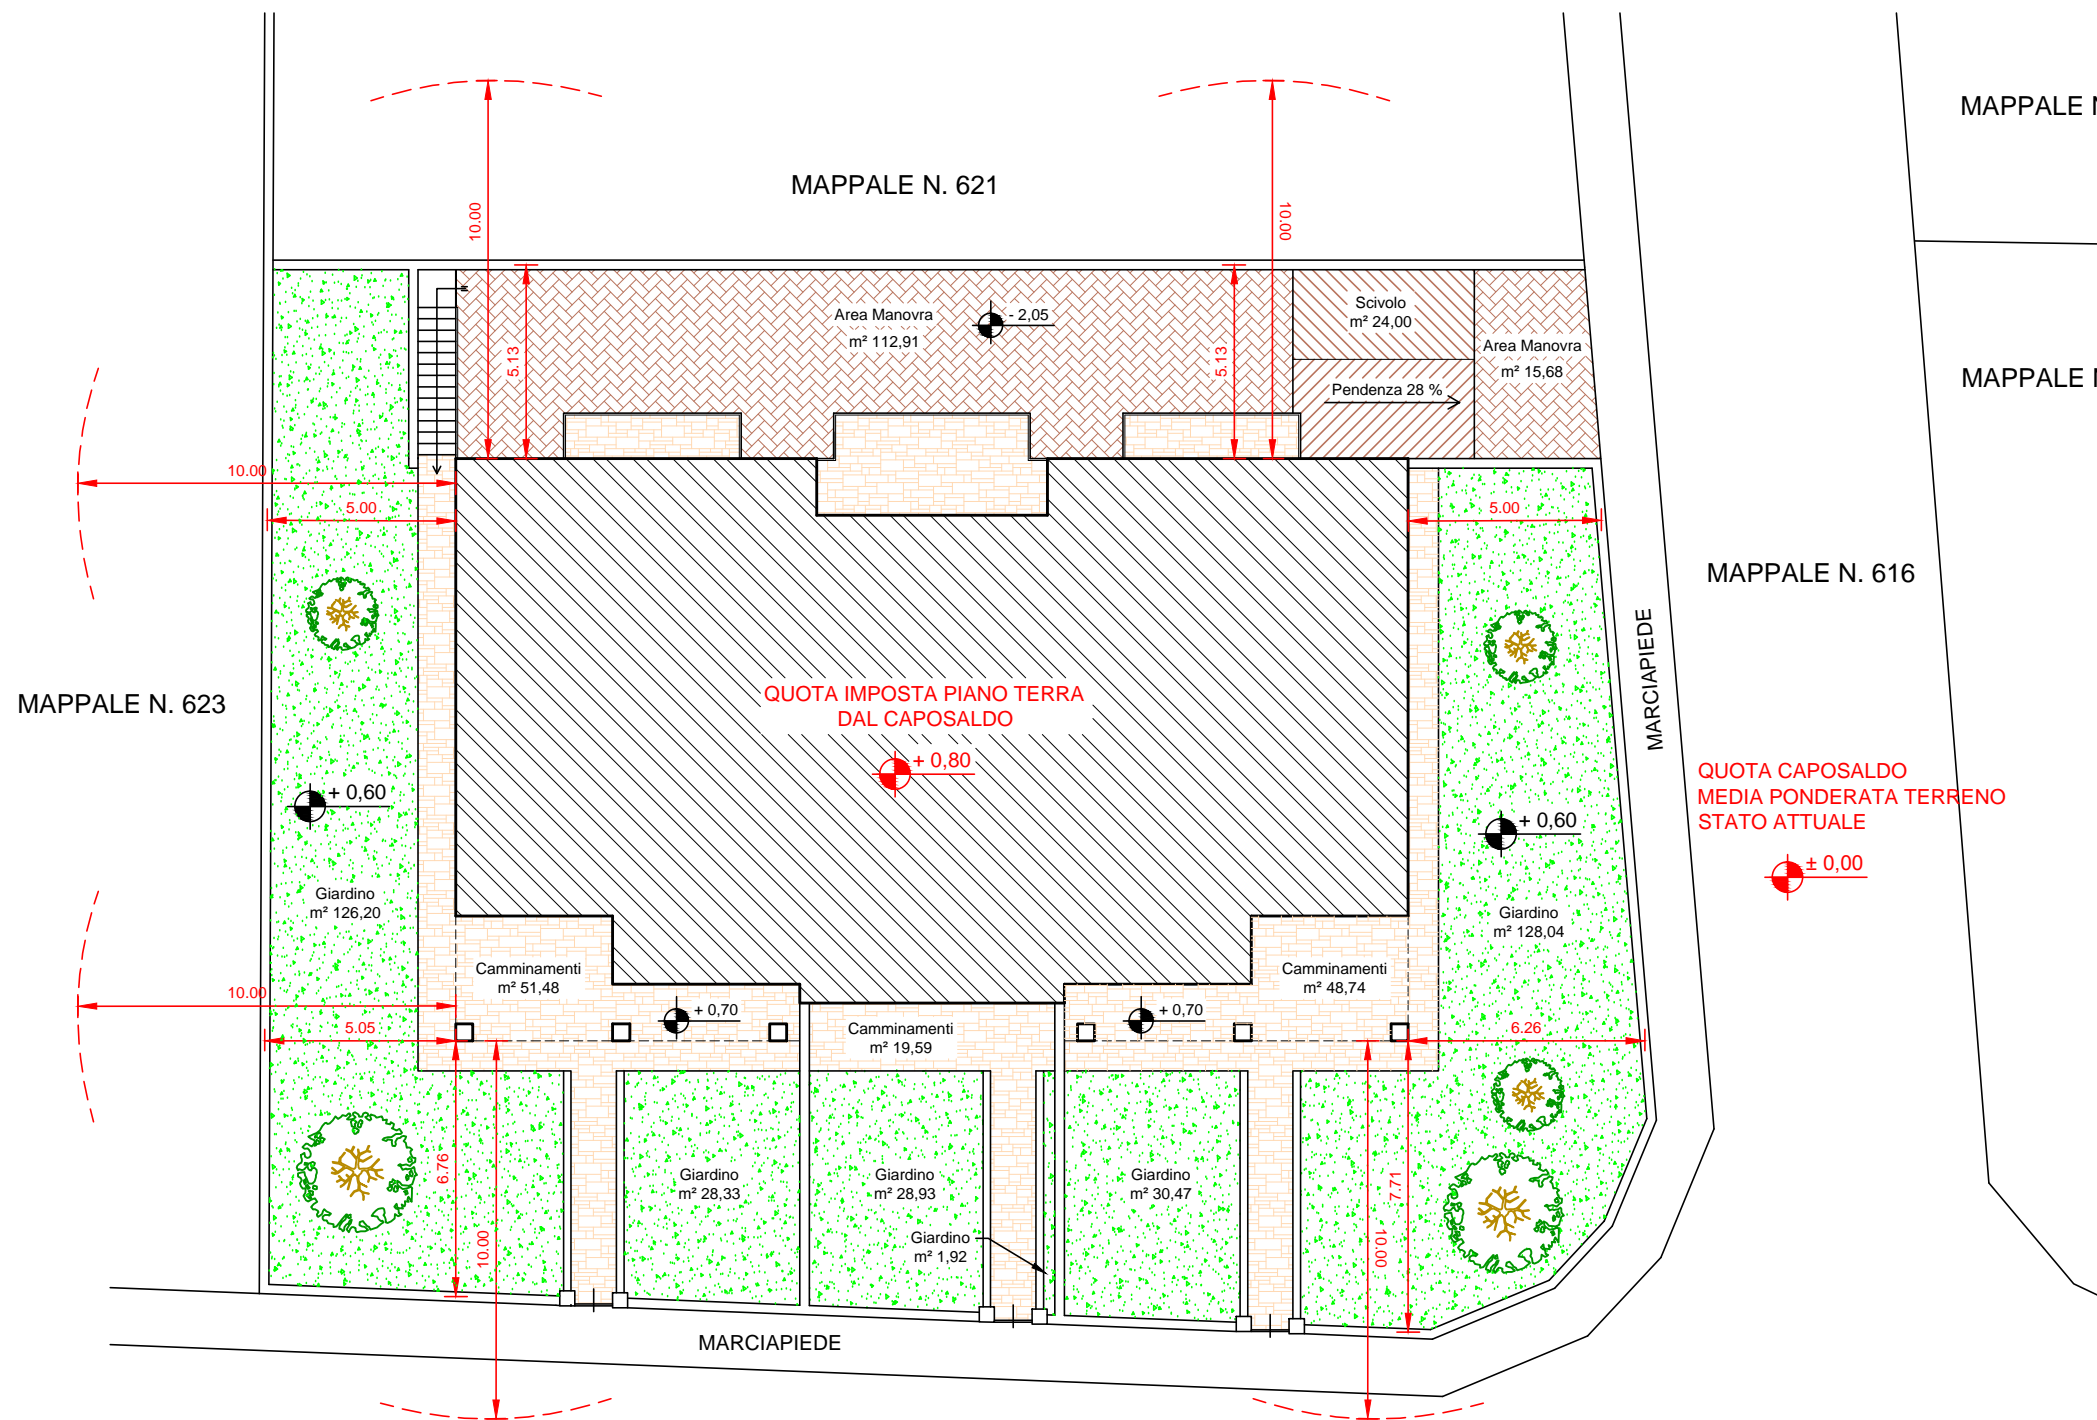 MAPPALE N
MAPPALE N. 621
10.00
10.00
Area Manovra
m² 112,91
- 2,05
Scivolo
m² 24,00
Area Manovra
m² 15,68
Pendenza 28 %
5.13
5.13
MAPPALE N
10.00
5.00
5.00
MAPPALE N. 616
MARCIAPIEDE
MAPPALE N. 623
QUOTA IMPOSTA PIANO TERRA
DAL CAPOSALDO
+ 0,80
+ 0,60
+ 0,60
QUOTA CAPOSALDO
MEDIA PONDERATA TERRENO
STATO ATTUALE
± 0,00
Giardino
m² 126,20
Giardino
m² 128,04
Camminamenti
m² 51,48
Camminamenti
m² 48,74
10.00
+ 0,70
+ 0,70
5.05
Camminamenti
m² 19,59
6.26
6.76
Giardino
m² 28,33
Giardino
m² 28,93
Giardino
m² 30,47
7.71
10.00
Giardino
m² 1,92
10.00
MARCIAPIEDE